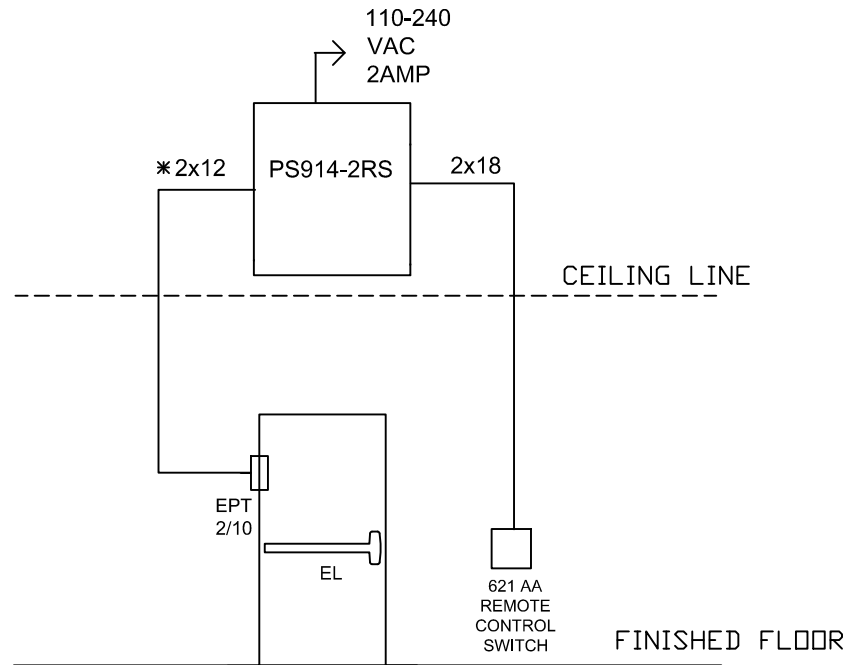 110-240
VAC
2AMP
* 2x12
PS914-2RS
2x18
CEILING LINE
EPT
2/10
EL
621 AA
REMOTE
CONTROL
SWITCH
FINISHED FLOOR